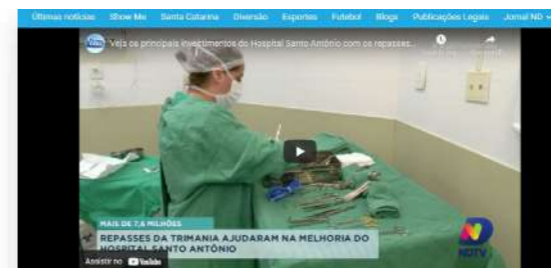 Últimas notícias Show Me Santa Catarina Diversão Esportes Futebol Blogs Publicações Legais Jornal ND
Veja os principais investimentos do Hospital Santo Antônio com os repasses...
MAIS DE 7,6 MILHÕES
REPASSES DA TRIMANIA AJUDARAM NA MELHORIA DO
HOSPITAL SANTO ANTÔNIO
NDTV
Assistir no YouTube